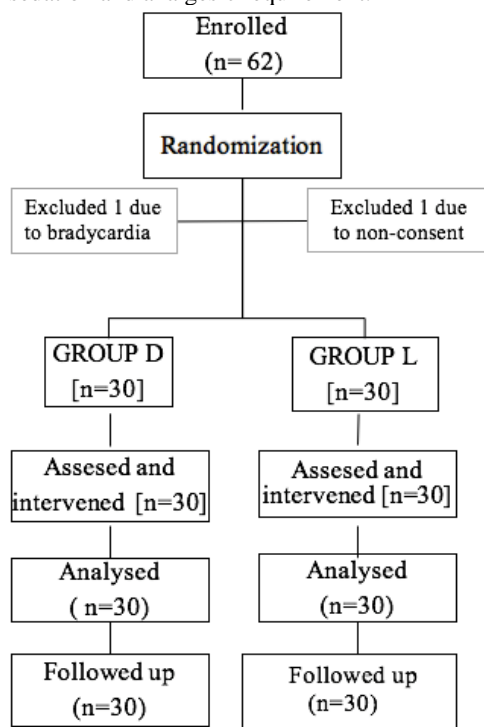 Enrolled
(n= 62)
Randomization
Excluded 1 due
to bradycardia
Excluded 1 due
to non-consent
GROUP D
[n=30]
GROUP L
[n=30]
Assesed and
intervened [n=30]
Assesed and
intervened [n=30]
Analysed
( n=30)
Analysed
(n=30)
Followed up
(n=30)
Followed up
(n=30)